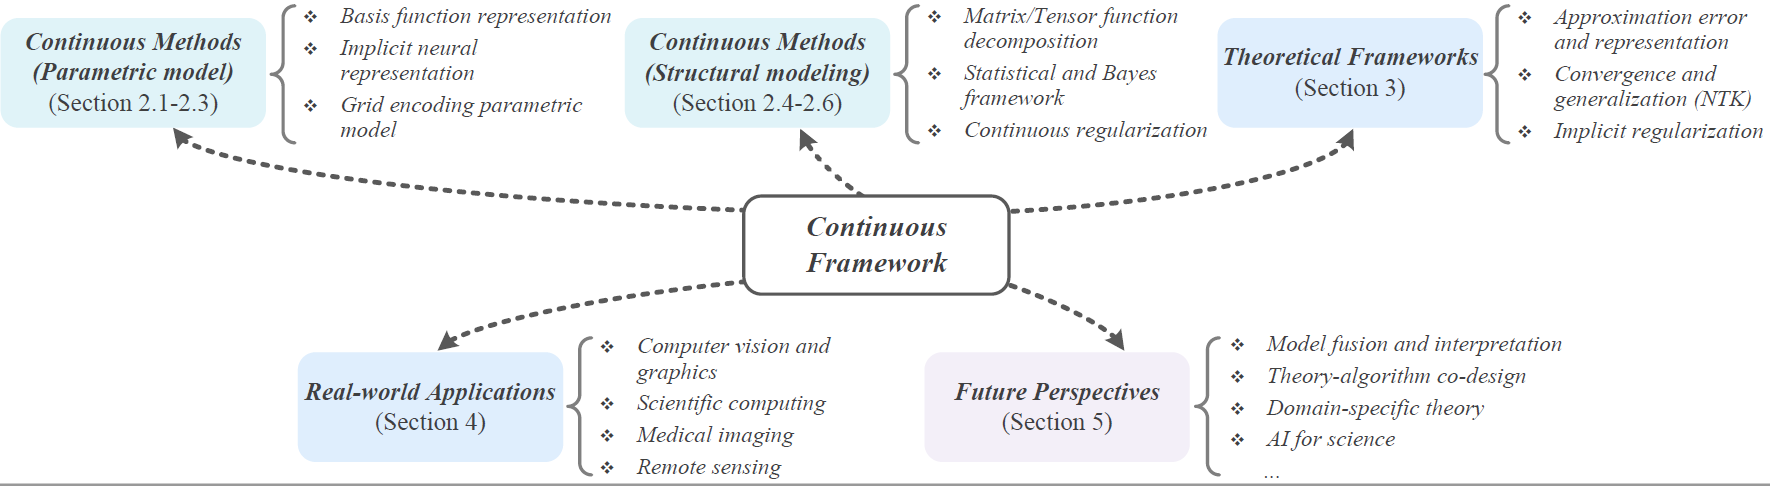 Continuous Methods
(Parametric model)
(Section 2.1-2.3)
Basis function representation
Implicit neural
representation
Grid encoding parametric
model
Continuous Methods
(Structural modeling)
(Section 2.4-2.6)
Matrix/Tensor function
decomposition
Statistical and Bayes
framework
Continuous regularization
Theoretical Frameworks
(Section 3)
Approximation error
and representation
Convergence and
generalization (NTK)
Implicit regularization
Continuous
Framework
Real-world Applications
(Section 4)
Computer vision and
graphics
Scientific computing
Medical imaging
Remote sensing
Future Perspectives
(Section 5)
Model fusion and interpretation
Theory-algorithm co-design
Domain-specific theory
AI for science
...